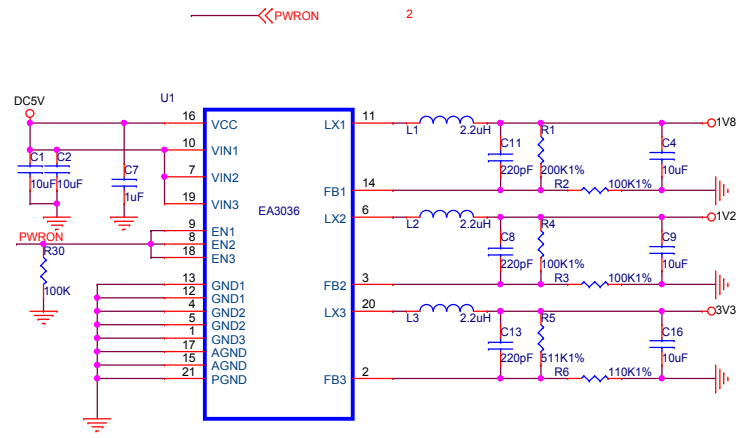 PWRON 2
DC5V
U1
16 VCC LX1 11
L1 2.2uH
1V8
10 VIN1
7 VIN2
19 VIN3
C1 10uF
C2 10uF
C7 1uF
C11 220pF
R1 200K1%
C4 10uF
FB1 14
R2 100K1%
EA3036
LX2 6
L2 2.2uH
1V2
PWRON
9 EN1
8 EN2
18 EN3
R30 100K
C8 220pF
R4 100K1%
C9 10uF
FB2 3
R3 100K1%
13 GND1
12 GND1
4 GND2
5 GND2
1 GND3
17 AGND
15 AGND
21 PGND
LX3 20
L3 2.2uH
3V3
C13 220pF
R5 511K1%
C16 10uF
FB3 2
R6 110K1%